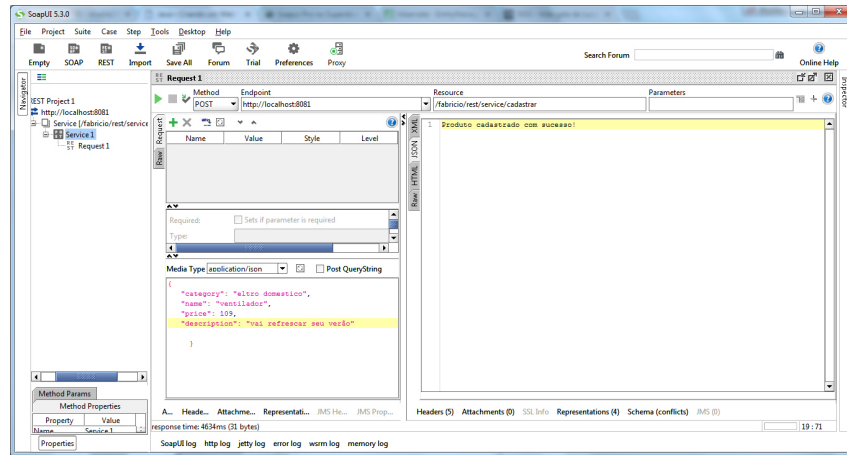 SoapUI 5.3.0
File Project Suite Case Step Tools Desktop Help
Empty SOAP REST Import Save All Forum Trial Preferences Proxy
Search Forum
Online Help
Navigator
REST Project 1
http://localhost:8081
Service [/fabricio/rest/service
Service 1
REST Request 1
REST Request 1
Method Endpoint Resource Parameters
POST http://localhost:8081 /fabricio/rest/service/cadastrar
Inspector
Request
Raw
Name Value Style Level
Required: Sets if parameter is required
Type:
Media Type application/json Post QueryString
{
"category": "eltro domestico",
"name": "ventilador",
"price": 109,
"description": "vai refrescar seu verão"
}
A... Heade... Attachme... Representati... JMS He... JMS Prop...
XML
JSON
HTML
Raw
1 Produto cadastrado com sucesso!
Headers (5) Attachments (0) SSL Info Representations (4) Schema (conflicts) JMS (0)
response time: 4634ms (31 bytes)
19 : 71
Method Params
Method Properties
Property Value
Name Service 1
Properties
SoapUI log http log jetty log error log wsrm log memory log